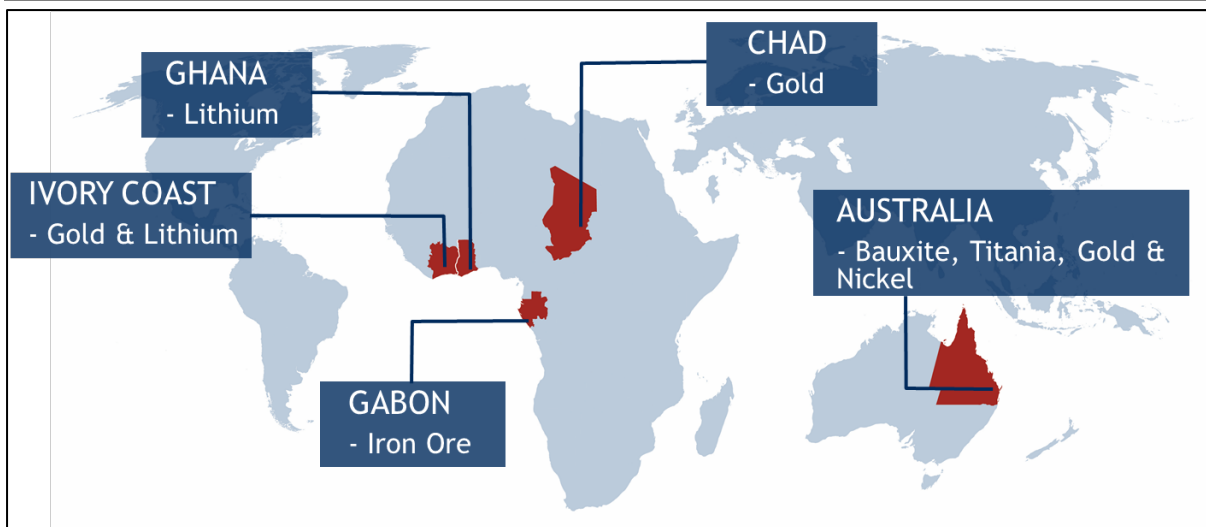 GHANA
- Lithium
CHAD
- Gold
IVORY COAST
- Gold & Lithium
AUSTRALIA
- Bauxite, Titania, Gold &
Nickel
GABON
- Iron Ore